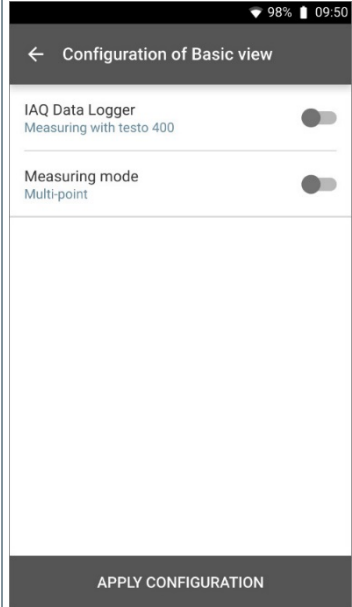 98% 09:50
Configuration of Basic view
IAQ Data Logger
Measuring with testo 400
Measuring mode
Multi-point
APPLY CONFIGURATION